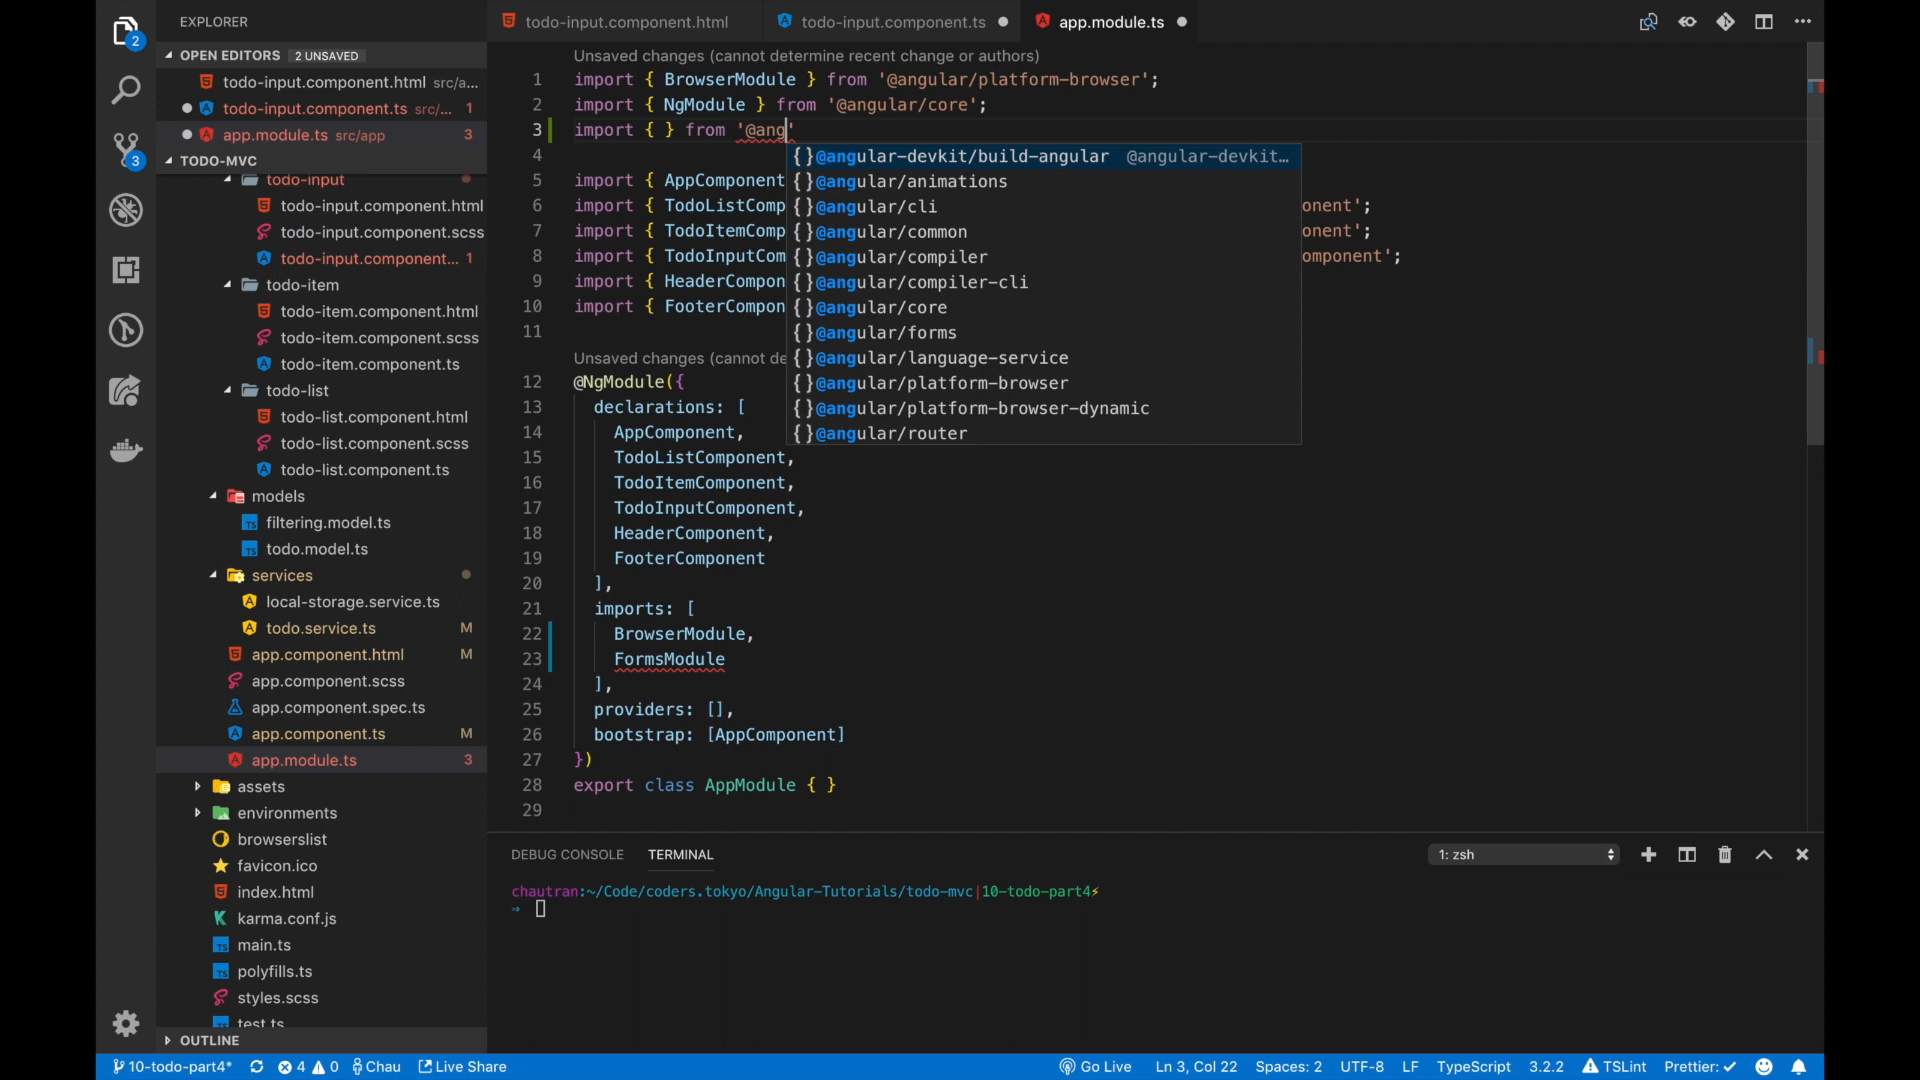 EXPLORER
OPEN EDITORS 2 UNSAVED
todo-input.component.html src/a...
todo-input.component.ts src/... 1
app.module.ts src/app 3
TODO-MVC
todo-input
todo-input.component.html
todo-input.component.scss
todo-input.component... 1
todo-item
todo-item.component.html
todo-item.component.scss
todo-item.component.ts
todo-list
todo-list.component.html
todo-list.component.scss
todo-list.component.ts
models
filtering.model.ts
todo.model.ts
services
local-storage.service.ts
todo.service.ts M
app.component.html M
app.component.scss
app.component.spec.ts
app.component.ts M
app.module.ts 3
assets
environments
browserslist
favicon.ico
index.html
karma.conf.js
main.ts
polyfills.ts
styles.scss
test.ts
OUTLINE
2
3
todo-input.component.html todo-input.component.ts app.module.ts
Unsaved changes (cannot determine recent change or authors)
1 import { BrowserModule } from '@angular/platform-browser';
2 import { NgModule } from '@angular/core';
3 import { } from '@ang'
4
5 import { AppComponent
6 import { TodoListComp onent';
7 import { TodoItemComp onent';
8 import { TodoInputCom omponent';
9 import { HeaderCompon
10 import { FooterCompon
11
{}@angular-devkit/build-angular @angular-devkit...
{}@angular/animations
{}@angular/cli
{}@angular/common
{}@angular/compiler
{}@angular/compiler-cli
{}@angular/core
{}@angular/forms
{}@angular/language-service
{}@angular/platform-browser
{}@angular/platform-browser-dynamic
{}@angular/router
Unsaved changes (cannot de
12 @NgModule({
13 declarations: [
14 AppComponent,
15 TodoListComponent,
16 TodoItemComponent,
17 TodoInputComponent,
18 HeaderComponent,
19 FooterComponent
20 ],
21 imports: [
22 BrowserModule,
23 FormsModule
24 ],
25 providers: [],
26 bootstrap: [AppComponent]
27 })
28 export class AppModule { }
29
DEBUG CONSOLE TERMINAL 1: zsh
chautran:~/Code/coders.tokyo/Angular-Tutorials/todo-mvc|10-todo-part4⚡
⇒
10-todo-part4* 4 0 Chau Live Share Go Live Ln 3, Col 22 Spaces: 2 UTF-8 LF TypeScript 3.2.2 TSLint Prettier: ✓